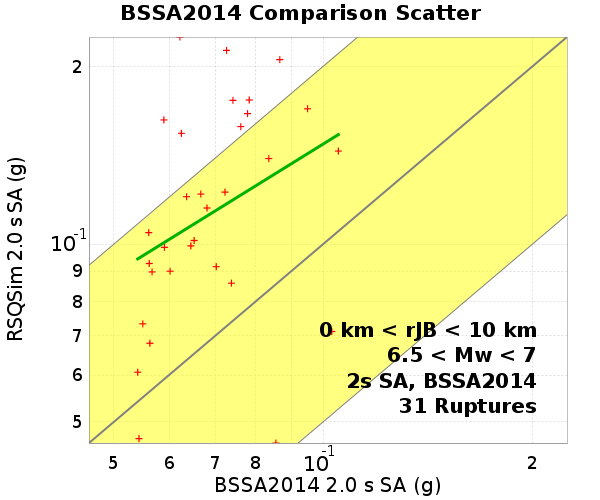 BSSA2014 Comparison Scatter
RSQSim 2.0 s SA (g)
2
10-1
9
8
7
6
5
0 km < rJB < 10 km
6.5 < Mw < 7
2s SA, BSSA2014
31 Ruptures
5 6 7 8 10-1 2
BSSA2014 2.0 s SA (g)